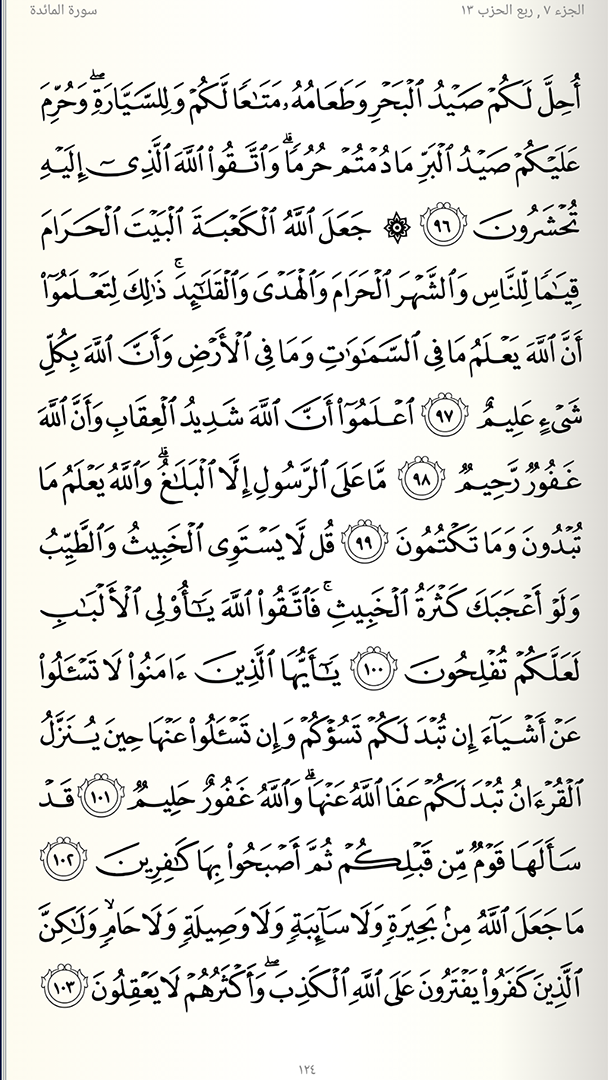 الجزء ٧, ربع الحزب ١٣
سورة المائدة
أُحِلَّ لَكُمْ صَيْدُ ٱلْبَحْرِ وَطَعَامُهُۥ مَتَٰعًا لَّكُمْ وَلِلسَّيَّارَةِۖ وَحُرِّمَ
عَلَيْكُمْ صَيْدُ ٱلْبَرِّ مَا دُمْتُمْ حُرُمًاۗ وَٱتَّقُوا۟ ٱللَّهَ ٱلَّذِىٓ إِلَيْهِ
تُحْشَرُونَ ٩٦ ۞ جَعَلَ ٱللَّهُ ٱلْكَعْبَةَ ٱلْبَيْتَ ٱلْحَرَامَ
قِيَٰمًا لِّلنَّاسِ وَٱلشَّهْرَ ٱلْحَرَامَ وَٱلْهَدْىَ وَٱلْقَلَٰٓئِدَۚ ذَٰلِكَ لِتَعْلَمُوٓا۟
أَنَّ ٱللَّهَ يَعْلَمُ مَا فِى ٱلسَّمَٰوَٰتِ وَمَا فِى ٱلْأَرْضِ وَأَنَّ ٱللَّهَ بِكُلِّ
شَىْءٍ عَلِيمٌ ٩٧ ٱعْلَمُوٓا۟ أَنَّ ٱللَّهَ شَدِيدُ ٱلْعِقَابِ وَأَنَّ ٱللَّهَ
غَفُورٌ رَّحِيمٌ ٩٨ مَّا عَلَى ٱلرَّسُولِ إِلَّا ٱلْبَلَٰغُۗ وَٱللَّهُ يَعْلَمُ مَا
تُبْدُونَ وَمَا تَكْتُمُونَ ٩٩ قُل لَّا يَسْتَوِى ٱلْخَبِيثُ وَٱلطَّيِّبُ
وَلَوْ أَعْجَبَكَ كَثْرَةُ ٱلْخَبِيثِۚ فَٱتَّقُوا۟ ٱللَّهَ يَٰٓأُو۟لِى ٱلْأَلْبَٰبِ
لَعَلَّكُمْ تُفْلِحُونَ ١٠٠ يَٰٓأَيُّهَا ٱلَّذِينَ ءَامَنُوا۟ لَا تَسْـَٔلُوا۟
عَنْ أَشْيَآءَ إِن تُبْدَ لَكُمْ تَسُؤْكُمْ وَإِن تَسْـَٔلُوا۟ عَنْهَا حِينَ يُنَزَّلُ
ٱلْقُرْءَانُ تُبْدَ لَكُمْ عَفَا ٱللَّهُ عَنْهَاۗ وَٱللَّهُ غَفُورٌ حَلِيمٌ ١٠١ قَدْ
سَأَلَهَا قَوْمٌ مِّن قَبْلِكُمْ ثُمَّ أَصْبَحُوا۟ بِهَا كَٰفِرِينَ ١٠٢
مَا جَعَلَ ٱللَّهُ مِنۢ بَحِيرَةٍ وَلَا سَآئِبَةٍ وَلَا وَصِيلَةٍ وَلَا حَامٍۙ وَلَٰكِنَّ
ٱلَّذِينَ كَفَرُوا۟ يَفْتَرُونَ عَلَى ٱللَّهِ ٱلْكَذِبَۖ وَأَكْثَرُهُمْ لَا يَعْقِلُونَ ١٠٣
١٢٤